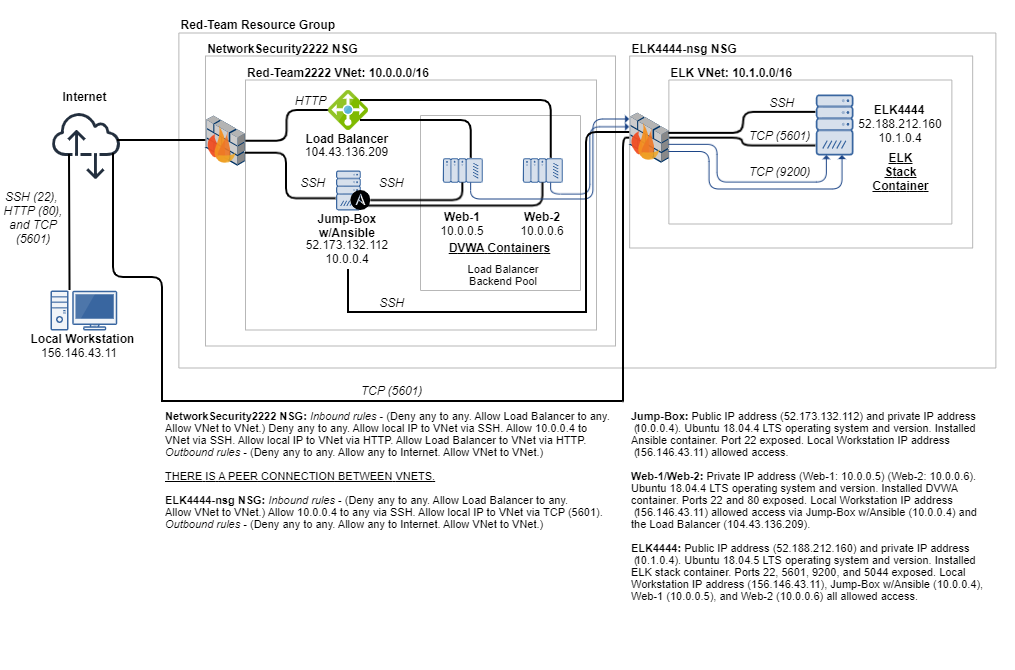 Red-Team Resource Group
NetworkSecurity2222 NSG
ELK4444-nsg NSG
Red-Team2222 VNet: 10.0.0.0/16
ELK VNet: 10.1.0.0/16
Internet
HTTP
Load Balancer
104.43.136.209
SSH
SSH
Jump-Box
w/Ansible
52.173.132.112
10.0.0.4
Web-1
10.0.0.5
Web-2
10.0.0.6
DVWA Containers
Load Balancer
Backend Pool
SSH
SSH
TCP (5601)
TCP (9200)
ELK4444
52.188.212.160
10.1.0.4
ELK
Stack
Container
SSH (22),
HTTP (80),
and TCP
(5601)
Local Workstation
156.146.43.11
TCP (5601)
NetworkSecurity2222 NSG: Inbound rules - (Deny any to any. Allow Load Balancer to any.
Allow VNet to VNet.) Deny any to any. Allow local IP to VNet via SSH. Allow 10.0.0.4 to
VNet via SSH. Allow local IP to VNet via HTTP. Allow Load Balancer to VNet via HTTP.
Outbound rules - (Deny any to any. Allow any to Internet. Allow VNet to VNet.)
THERE IS A PEER CONNECTION BETWEEN VNETS.
ELK4444-nsg NSG: Inbound rules - (Deny any to any. Allow Load Balancer to any.
Allow VNet to VNet.) Allow 10.0.0.4 to any via SSH. Allow local IP to VNet via TCP (5601).
Outbound rules - (Deny any to any. Allow any to Internet. Allow VNet to VNet.)
Jump-Box: Public IP address (52.173.132.112) and private IP address
(10.0.0.4). Ubuntu 18.04.4 LTS operating system and version. Installed
Ansible container. Port 22 exposed. Local Workstation IP address
(156.146.43.11) allowed access.
Web-1/Web-2: Private IP address (Web-1: 10.0.0.5) (Web-2: 10.0.0.6).
Ubuntu 18.04.4 LTS operating system and version. Installed DVWA
container. Ports 22 and 80 exposed. Local Workstation IP address
(156.146.43.11) allowed access via Jump-Box w/Ansible (10.0.0.4) and
the Load Balancer (104.43.136.209).
ELK4444: Public IP address (52.188.212.160) and private IP address
(10.1.0.4). Ubuntu 18.04.5 LTS operating system and version. Installed
ELK stack container. Ports 22, 5601, 9200, and 5044 exposed. Local
Workstation IP address (156.146.43.11), Jump-Box w/Ansible (10.0.0.4),
Web-1 (10.0.0.5), and Web-2 (10.0.0.6) all allowed access.